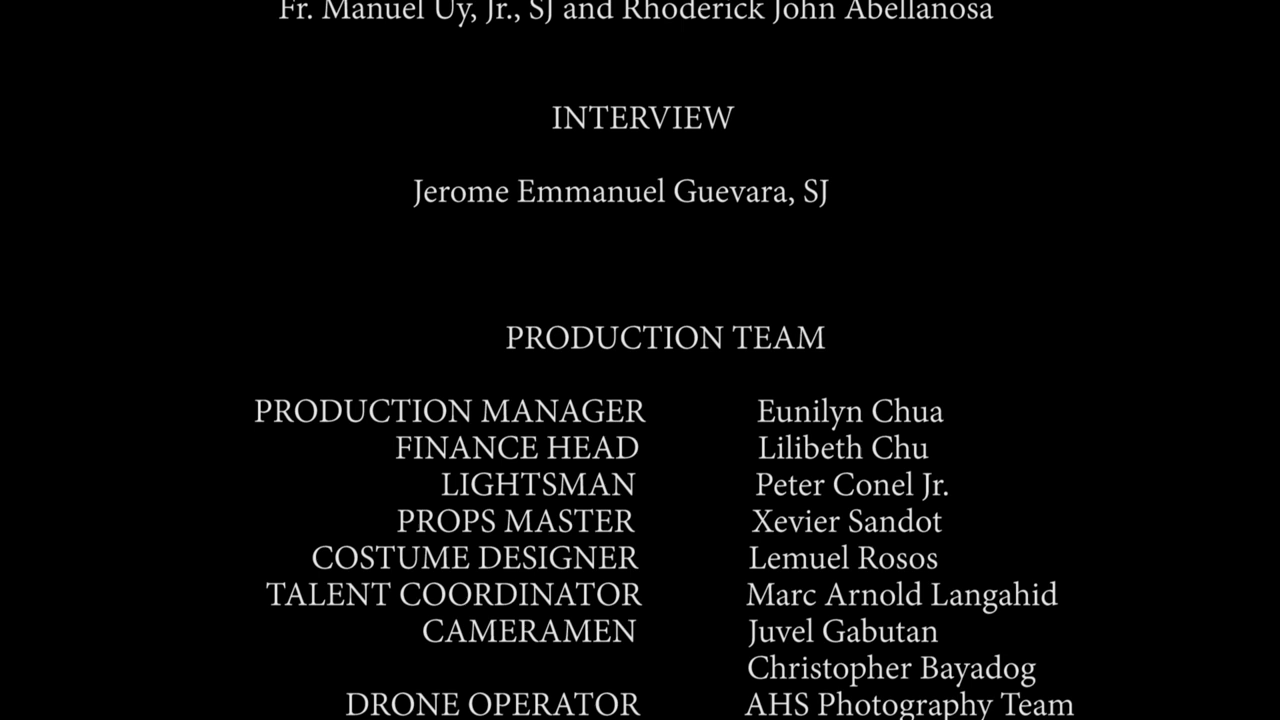 Fr. Manuel Uy, Jr., SJ and Rhoderick John Abellanosa
INTERVIEW
Jerome Emmanuel Guevara, SJ
PRODUCTION TEAM
PRODUCTION MANAGER Eunilyn Chua
FINANCE HEAD Lilibeth Chu
LIGHTSMAN Peter Conel Jr.
PROPS MASTER Xevier Sandot
COSTUME DESIGNER Lemuel Rosos
TALENT COORDINATOR Marc Arnold Langahid
CAMERAMEN Juvel Gabutan
Christopher Bayadog
DRONE OPERATOR AHS Photography Team